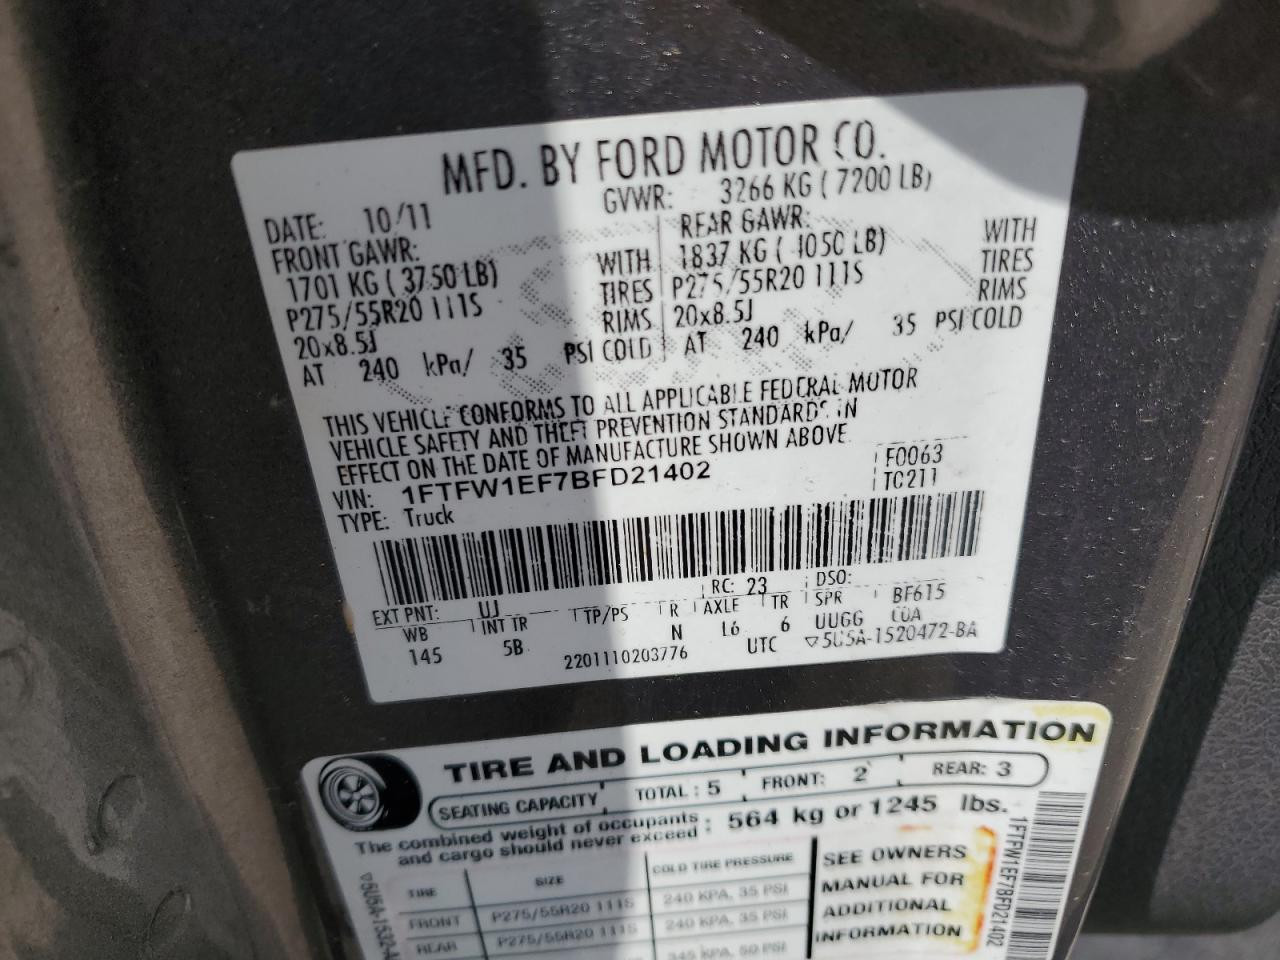 MFD. BY FORD MOTOR CO.
DATE: 10/11 GVWR: 3266 KG ( 7200 LB)
FRONT GAWR: REAR GAWR:
1701 KG ( 3750 LB) WITH 1837 KG ( 4050 LB) WITH
P275/55R20 111S TIRES P275/55R20 111S TIRES
20x8.5J RIMS 20x8.5J RIMS
AT 240 kPa/ 35 PSI COLD AT 240 kPa/ 35 PSI COLD
THIS VEHICLE CONFORMS TO ALL APPLICABLE FEDERAL MOTOR
VEHICLE SAFETY AND THEFT PREVENTION STANDARDS IN
EFFECT ON THE DATE OF MANUFACTURE SHOWN ABOVE.
VIN: 1FTFW1EF7BFD21402 F0063
TYPE: Truck TC211
EXT PNT: UJ RC: 23 DSO:
WB INT TR TP/PS R AXLE TR SPR BF615
145 5B N L6 6 UUGG COA
2201110203776 UTC ▽5U5A-1520472-BA
TIRE AND LOADING INFORMATION
SEATING CAPACITY TOTAL : 5 FRONT: 2 REAR: 3
The combined weight of occupants and cargo should never exceed : 564 kg or 1245 lbs.
TIRE SIZE COLD TIRE PRESSURE
FRONT P275/55R20 111S 240 KPA, 35 PSI
REAR P275/55R20 111S 240 KPA, 35 PSI
345 KPA, 50 PSI
SEE OWNERS
MANUAL FOR
ADDITIONAL
INFORMATION
1FTFW1EF7BFD21402